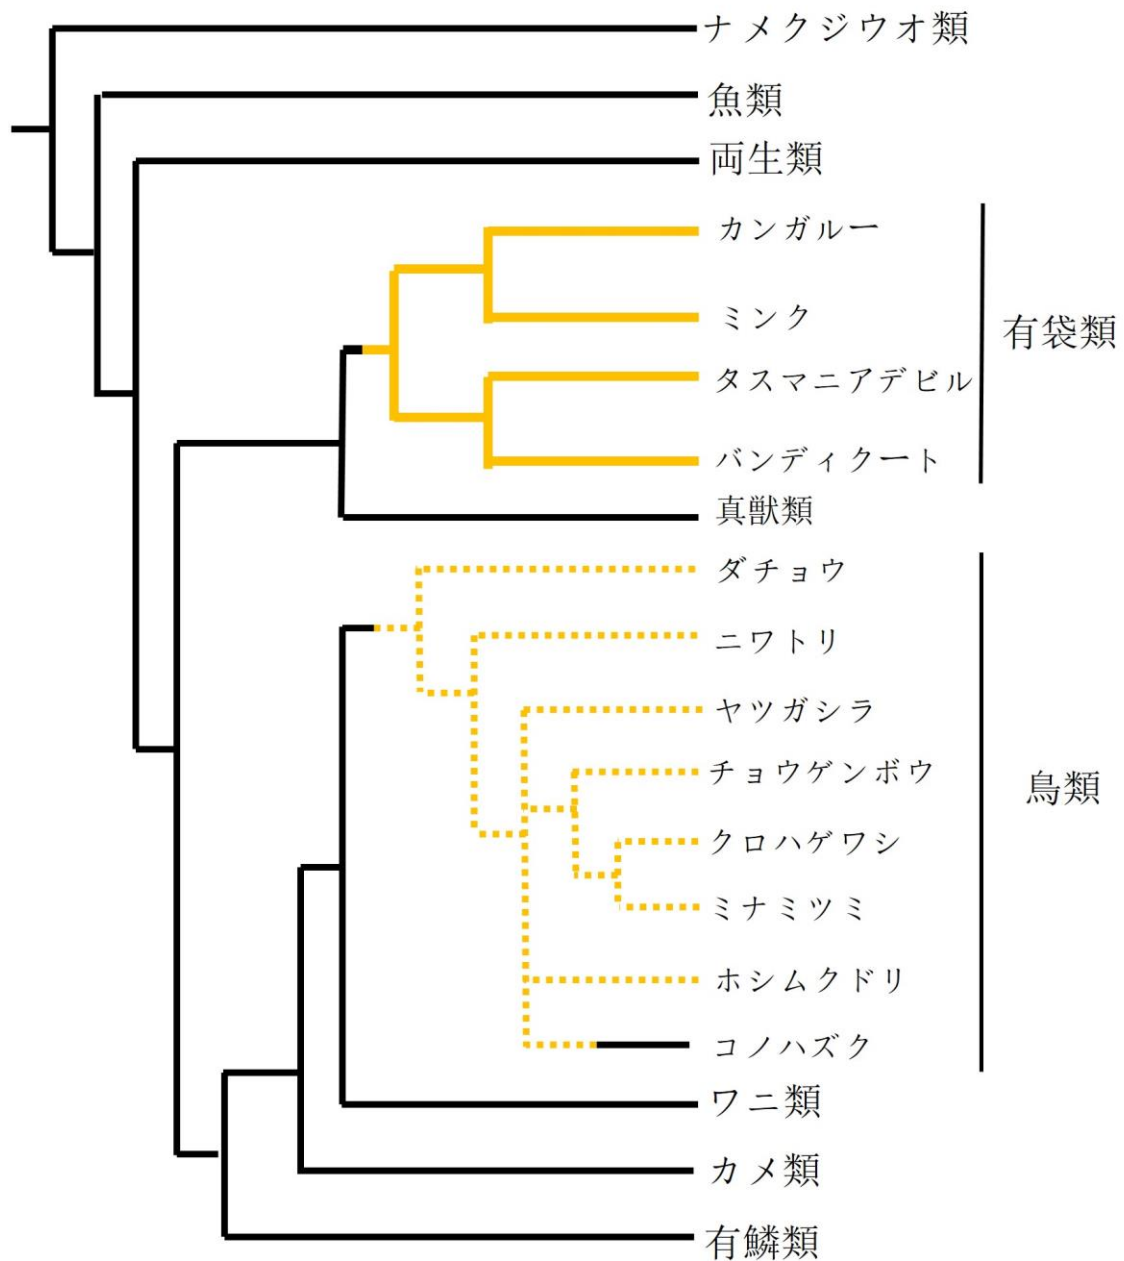 ナメクジウオ類
魚類
両生類
カンガルー
ミンク
有袋類
タスマニアデビル
バンディクート
真獣類
ダチョウ
ニワトリ
ヤツガシラ
チョウゲンボウ
鳥類
クロハゲワシ
ミナミツミ
ホシムクドリ
コノハズク
ワニ類
カメ類
有鱗類